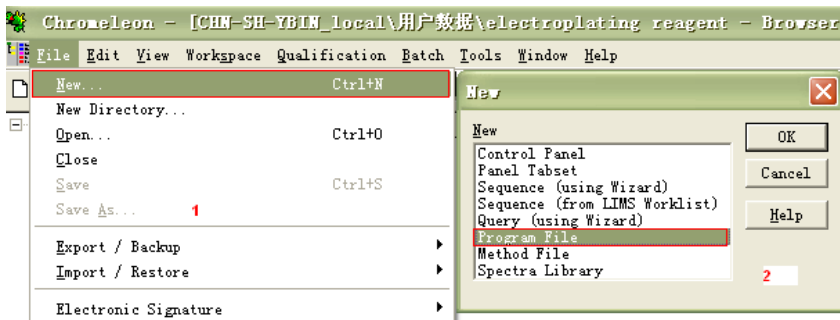 Chromeleon - [CHN-SH-YBIN_local\用户数据\electroplating reagent - Browser
File Edit View Workspace Qualification Batch Tools Window Help
New... Ctrl+N
New Directory...
Open... Ctrl+O
Close
Save Ctrl+S
Save As... 1
Export / Backup
Import / Restore
Electronic Signature
New
New
Control Panel
Panel Tabset
Sequence (using Wizard)
Sequence (from LIMS Worklist)
Query (using Wizard)
Program File
Method File
Spectra Library
OK
Cancel
Help
2